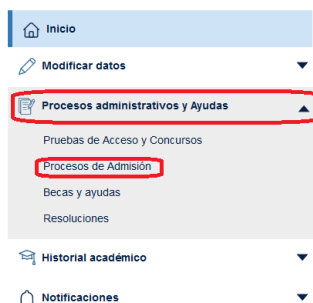 Inicio
Modificar datos
Procesos administrativos y Ayudas
Pruebas de Acceso y Concursos
Procesos de Admisión
Becas y ayudas
Resoluciones
Historial académico
Notificaciones